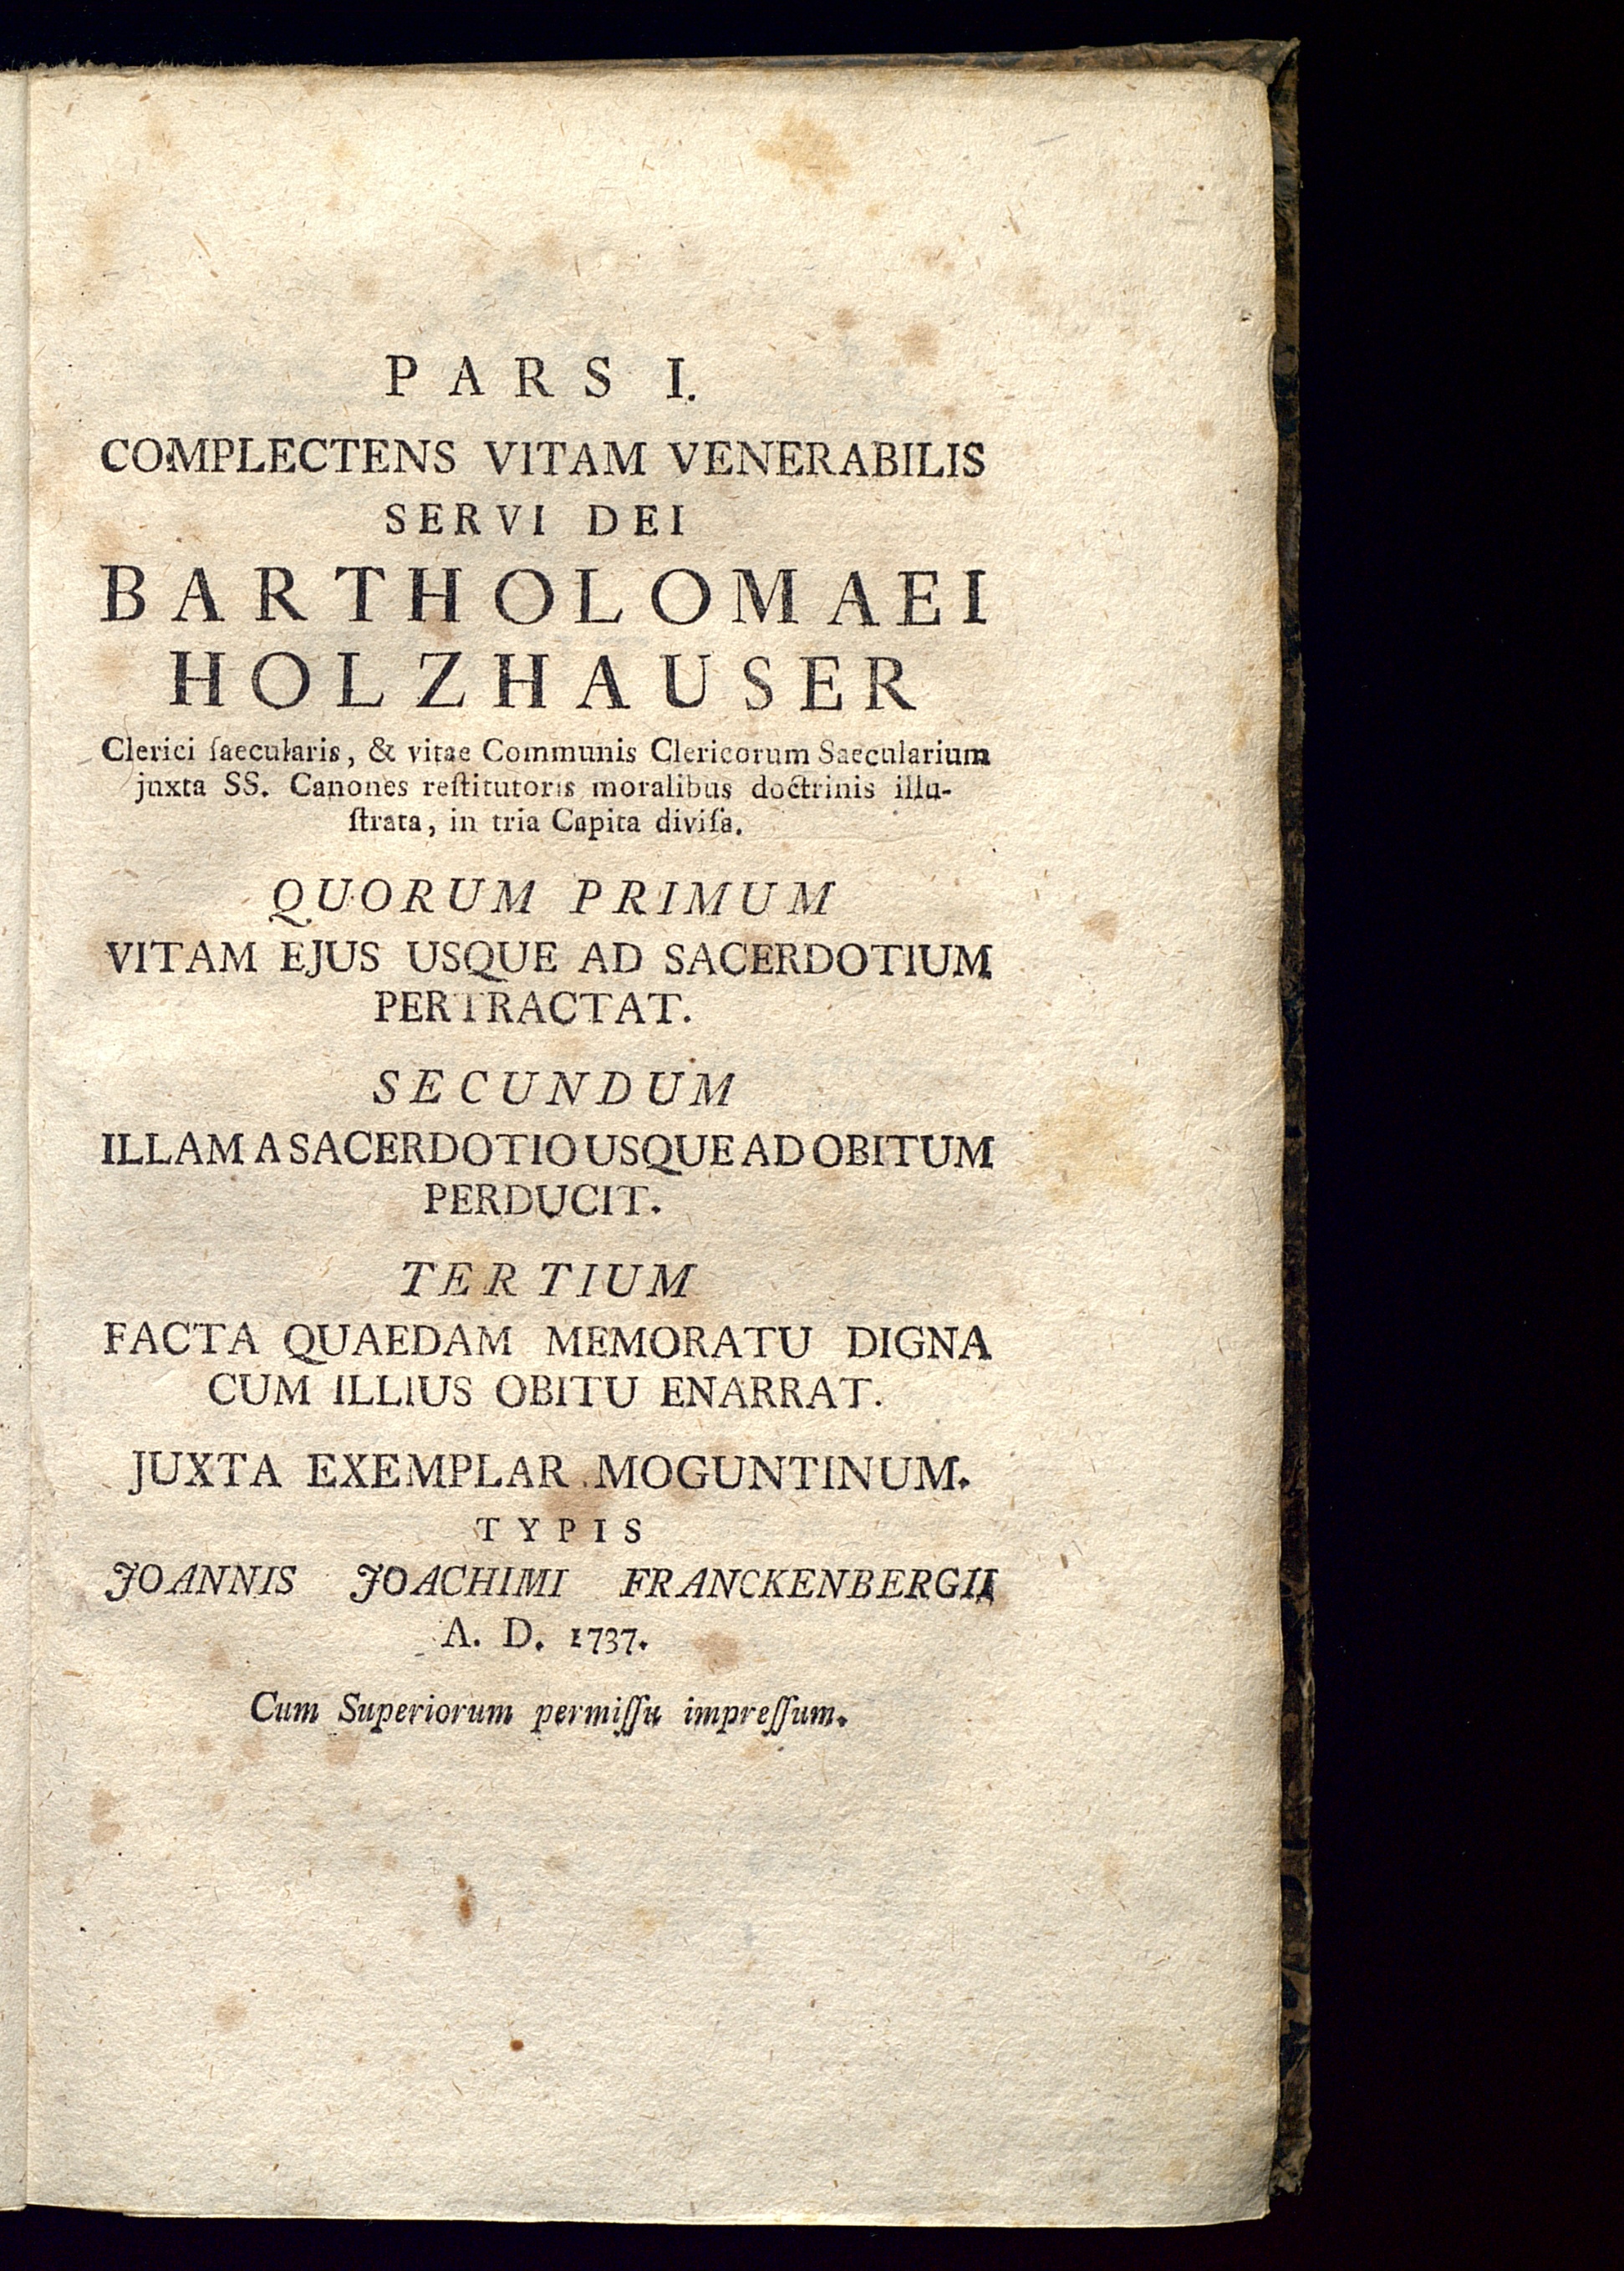 PARS I.
COMPLECTENS VITAM VENERABILIS
SERVI DEI
BARTHOLOMAEI
HOLZHAUSER
Clerici ſaecularis, & vitae Communis Clericorum Saecularium
juxta SS. Canones reſtitutoris moralibus doctrinis illu-
ſtrata, in tria Capita diviſa.
QUORUM PRIMUM
VITAM EJUS USQUE AD SACERDOTIUM
PERTRACTAT.
SECUNDUM
ILLAM A SACERDOTIO USQUE AD OBITUM
PERDUCIT.
TERTIUM
FACTA QUAEDAM MEMORATU DIGNA
CUM ILLIUS OBITU ENARRAT.
JUXTA EXEMPLAR MOGUNTINUM.
TYPIS
JOANNIS JOACHIMI FRANCKENBERGII
A. D. 1737.
Cum Superiorum permiſſu impreſſum.